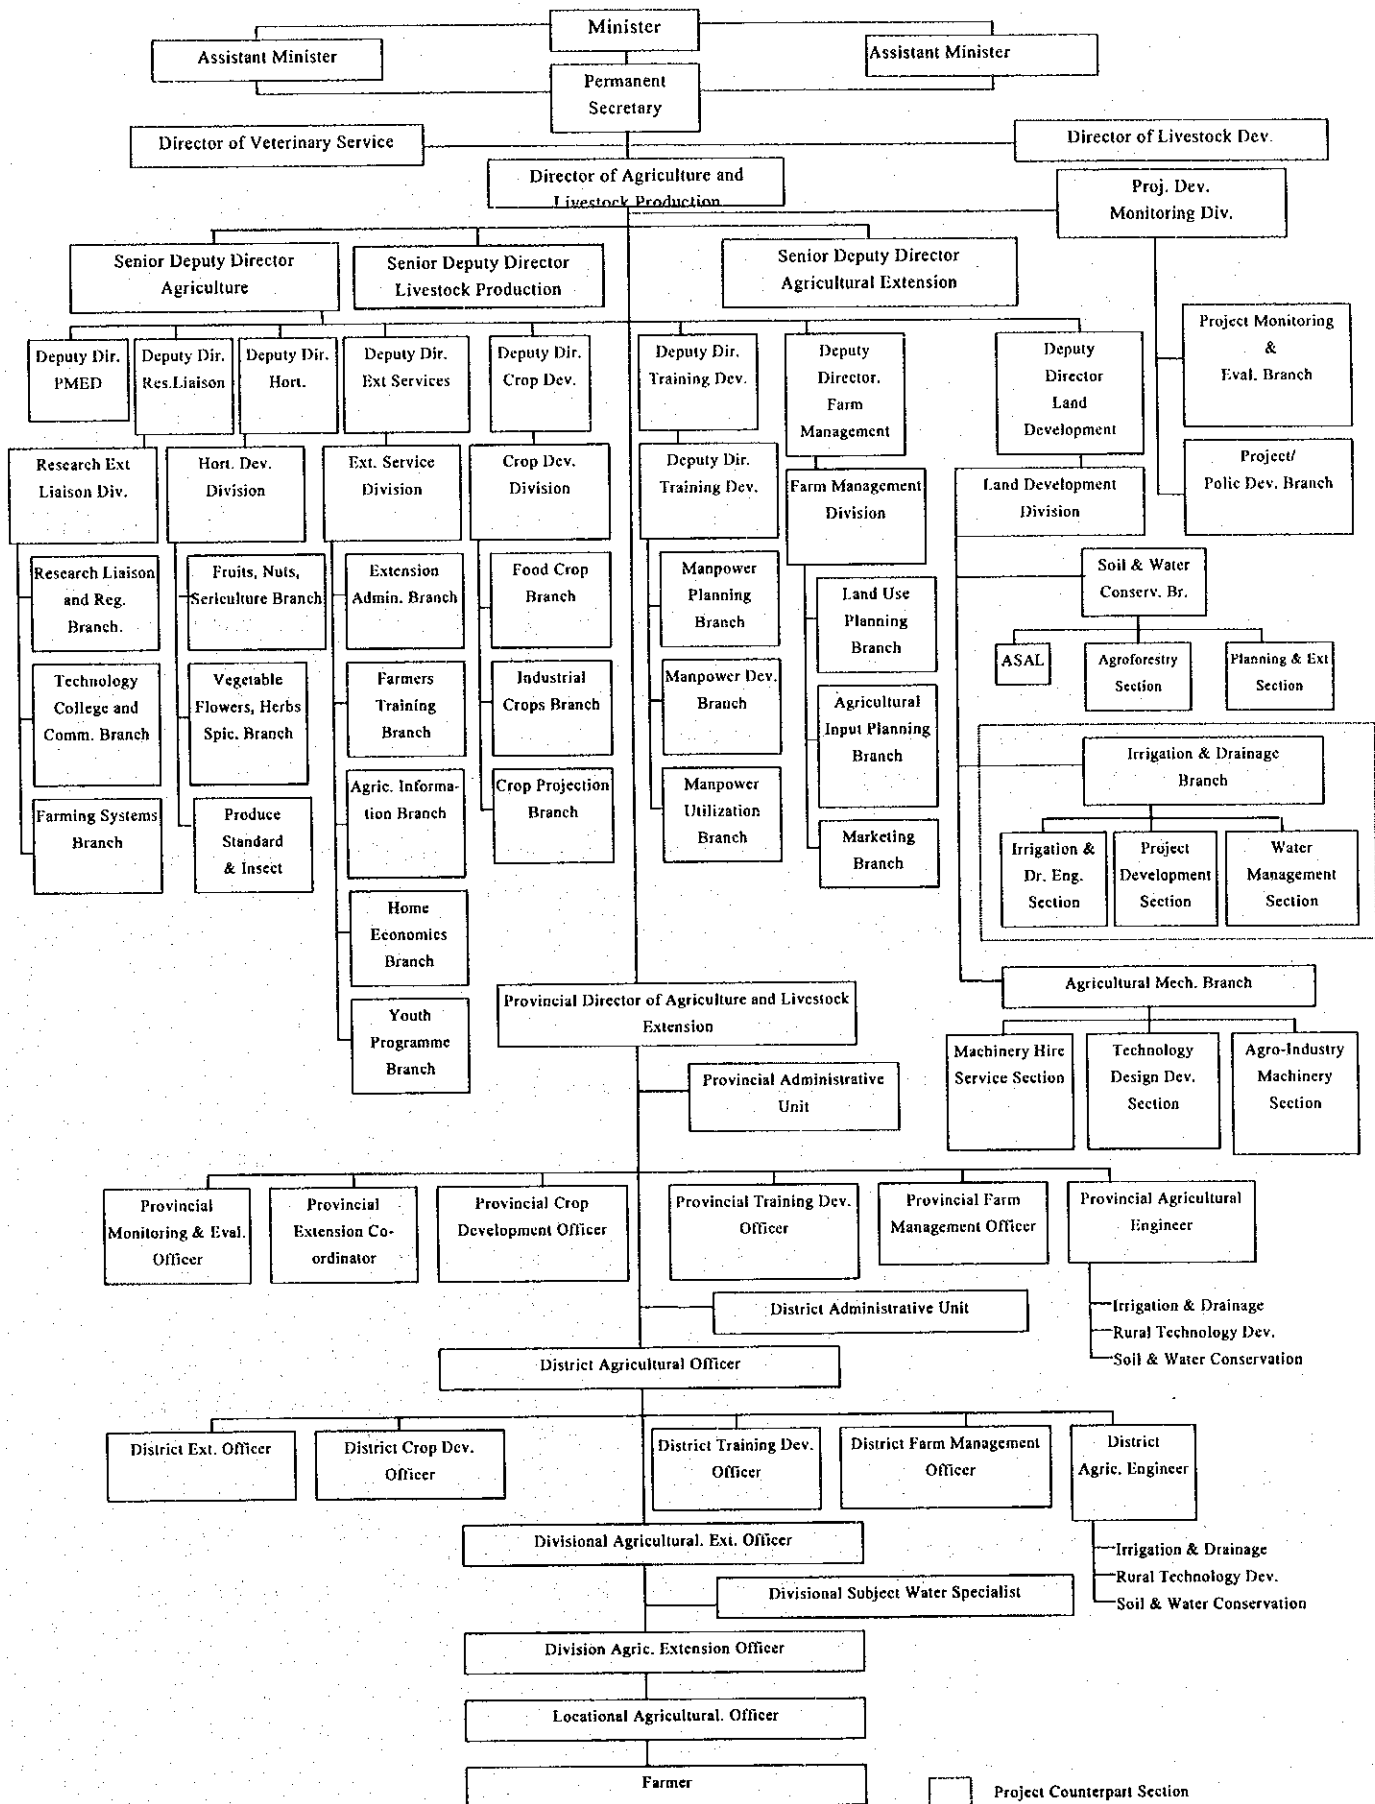 Minister
Assistant Minister
Assistant Minister
Permanent
Secretary
Director of Veterinary Service
Director of Livestock Dev.
Director of Agriculture and
Livestock Production
Proj. Dev.
Monitoring Div.
Senior Deputy Director
Agriculture
Senior Deputy Director
Livestock Production
Senior Deputy Director
Agricultural Extension
Project Monitoring
&
Eval. Branch
Project/
Polic Dev. Branch
Deputy Dir.
PMED
Deputy Dir.
Res.Liaison
Deputy Dir.
Hort.
Deputy Dir.
Ext Services
Deputy Dir.
Crop Dev.
Deputy Dir.
Training Dev.
Deputy
Director.
Farm
Management
Deputy
Director
Land
Development
Research Ext
Liaison Div.
Hort. Dev.
Division
Ext. Service
Division
Crop Dev.
Division
Deputy Dir.
Training Dev.
Farm Management
Division
Land Development
Division
Research Liaison
and Reg.
Branch.
Technology
College and
Comm. Branch
Farming Systems
Branch
Fruits, Nuts,
Sericulture Branch
Vegetable
Flowers, Herbs
Spic. Branch
Produce
Standard
& Insect
Extension
Admin. Branch
Farmers
Training
Branch
Agric. Informa-
tion Branch
Home
Economics
Branch
Youth
Programme
Branch
Food Crop
Branch
Industrial
Crops Branch
Crop Projection
Branch
Manpower
Planning
Branch
Manpower Dev.
Branch
Manpower
Utilization
Branch
Land Use
Planning
Branch
Agricultural
Input Planning
Branch
Marketing
Branch
Soil & Water
Conserv. Br.
ASAL
Agroforestry
Section
Planning & Ext
Section
Irrigation & Drainage
Branch
Irrigation &
Dr. Eng.
Section
Project
Development
Section
Water
Management
Section
Agricultural Mech. Branch
Machinery Hire
Service Section
Technology
Design Dev.
Section
Agro-Industry
Machinery
Section
Provincial Director of Agriculture and Livestock
Extension
Provincial Administrative
Unit
Provincial
Monitoring & Eval.
Officer
Provincial
Extension Co-
ordinator
Provincial Crop
Development Officer
Provincial Training Dev.
Officer
Provincial Farm
Management Officer
Provincial Agricultural
Engineer
Irrigation & Drainage
Rural Technology Dev.
Soil & Water Conservation
District Administrative Unit
District Agricultural Officer
District Ext. Officer
District Crop Dev.
Officer
District Training Dev.
Officer
District Farm Management
Officer
District
Agric. Engineer
Irrigation & Drainage
Rural Technology Dev.
Soil & Water Conservation
Divisional Agricultural. Ext. Officer
Divisional Subject Water Specialist
Division Agric. Extension Officer
Locational Agricultural. Officer
Farmer
Project Counterpart Section